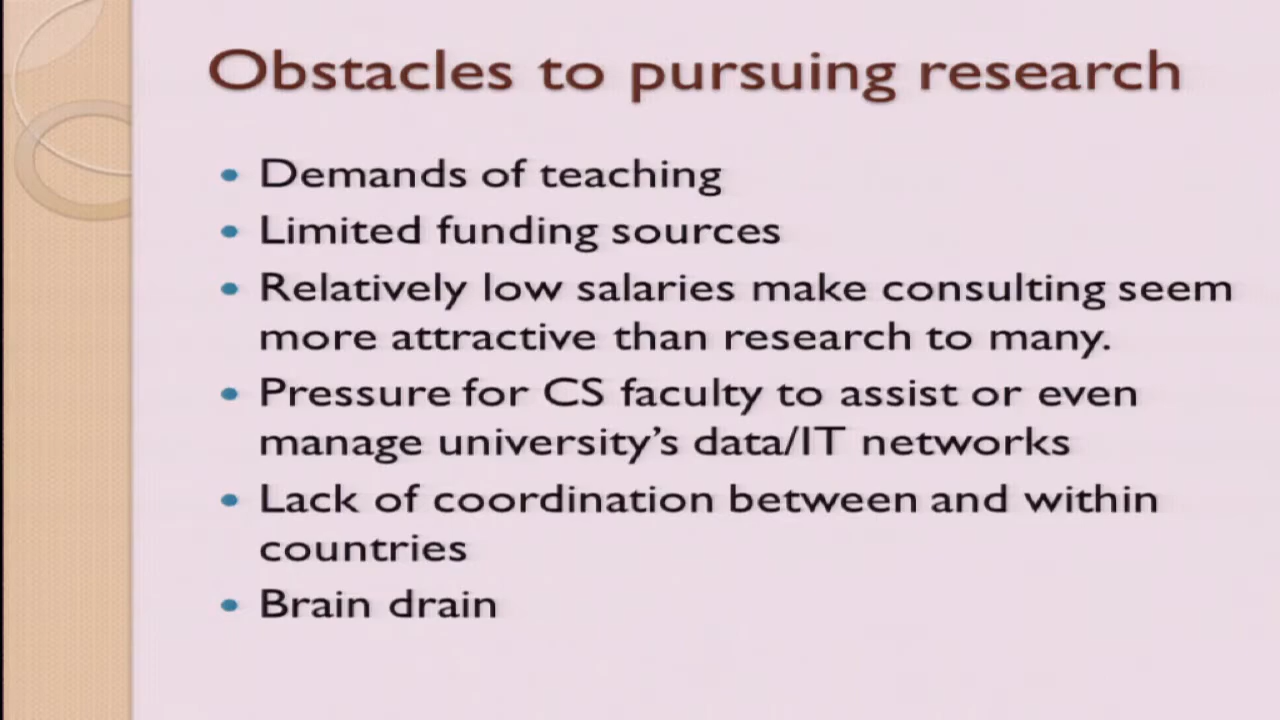 Obstacles to pursuing research
• Demands of teaching
• Limited funding sources
• Relatively low salaries make consulting seem
more attractive than research to many.
• Pressure for CS faculty to assist or even
manage university’s data/IT networks
• Lack of coordination between and within
countries
• Brain drain